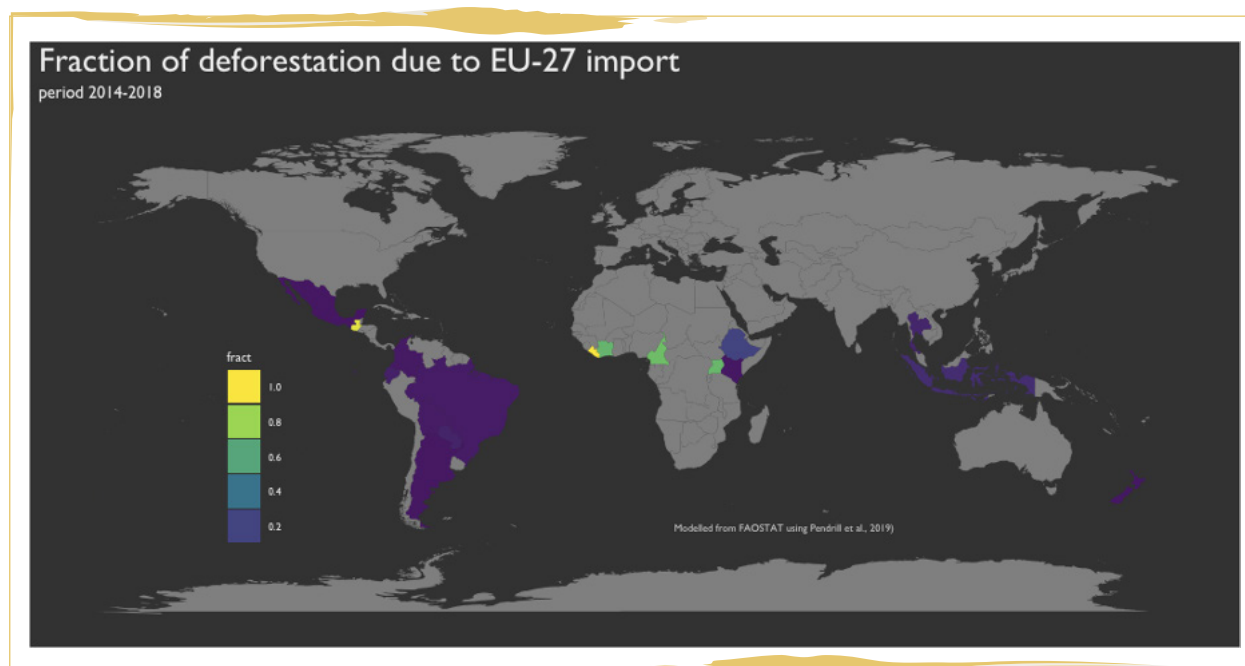 Fraction of deforestation due to EU-27 import
period 2014-2018
fract
1.0
0.8
0.6
0.4
0.2
Modelled from FAOSTAT using Pendrill et al., 2019)